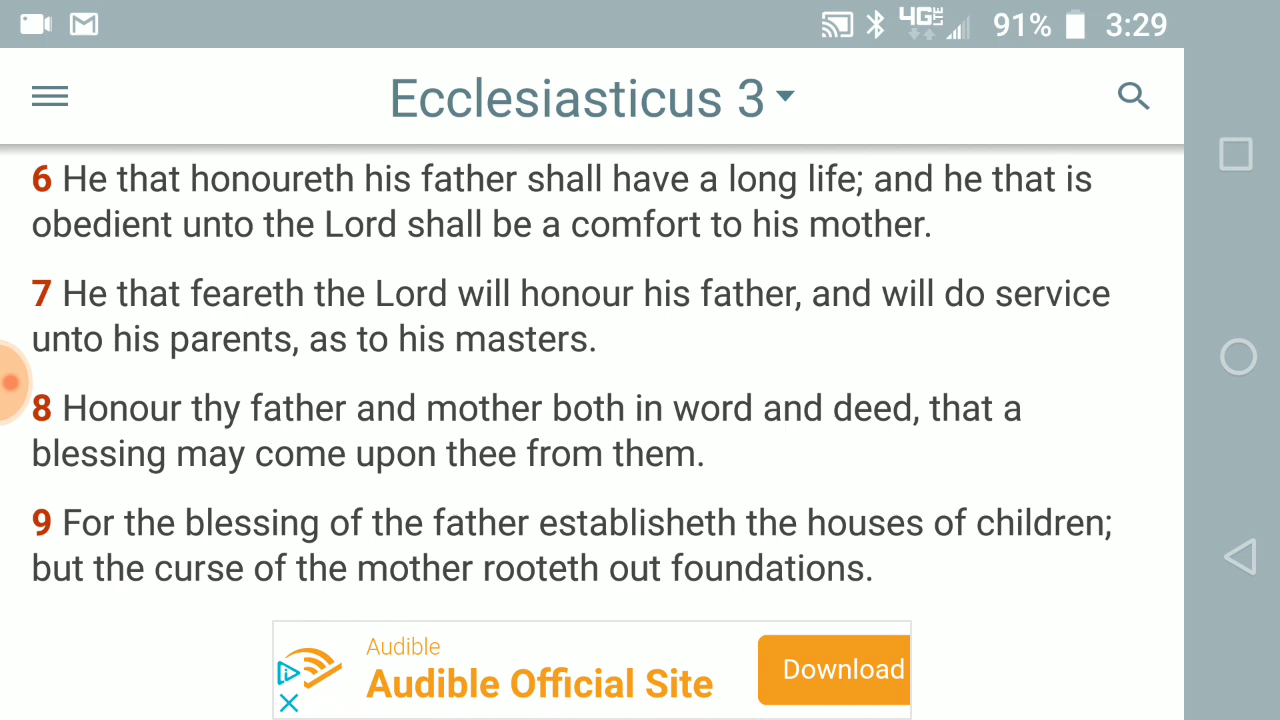 4G LTE 91% 3:29
Ecclesiasticus 3
6 He that honoureth his father shall have a long life; and he that is
obedient unto the Lord shall be a comfort to his mother.
7 He that feareth the Lord will honour his father, and will do service
unto his parents, as to his masters.
8 Honour thy father and mother both in word and deed, that a
blessing may come upon thee from them.
9 For the blessing of the father establisheth the houses of children;
but the curse of the mother rooteth out foundations.
Audible
Audible Official Site
Download